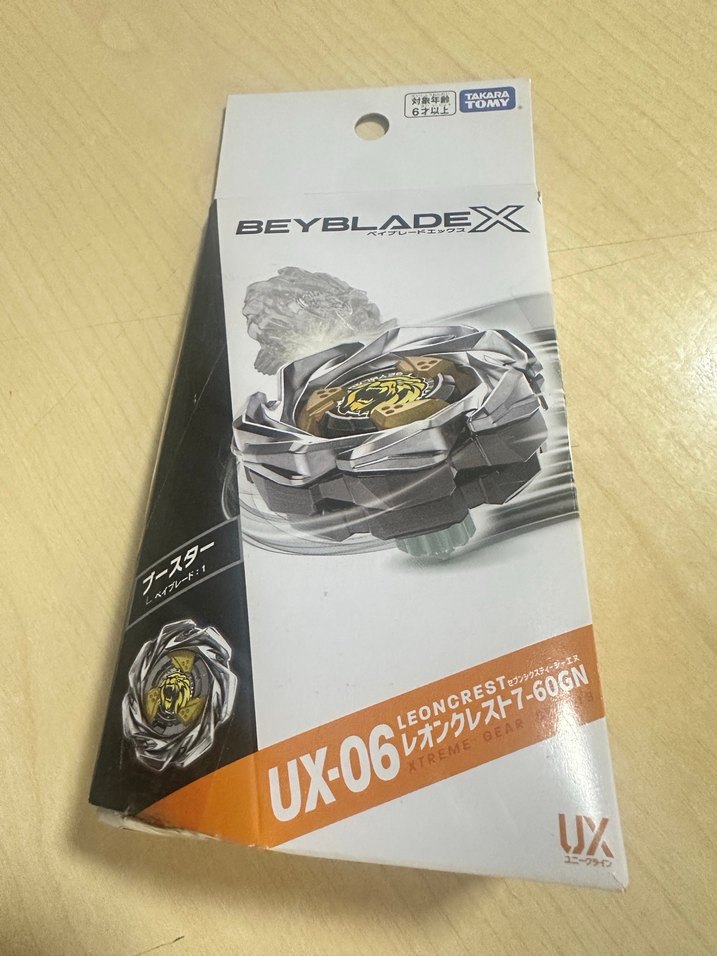 対象年齢
6才以上
TAKARA
TOMY
BEYBLADE X
ベイブレードエックス
ブースター
ベイブレード:1
LEONCREST
セブンシックスティージーエヌ
UX-06
レオンクレスト7-60GN
XTREME GEAR
UX
ユニークライン